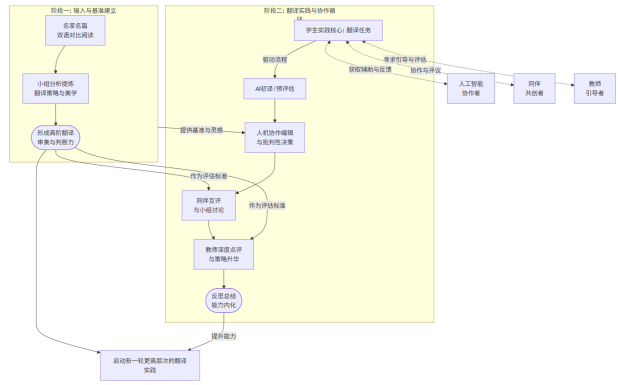 阶段一: 输入与基准建立
名家名篇
双语对比阅读
小组分析提炼
翻译策略与美学
形成高阶翻译
审美与判断力
阶段二: 翻译实践与协作循
环
学生实践核心: 翻译任务
驱动流程
寻求引导与评估
协作与评议
获取辅助与反馈
AI初译/预评估
人工智能
协作者
同伴
共创者
教师
引导者
提供基准与灵感
人机协作编辑
与批判性决策
作为评估标准
同伴互评
与小组讨论
作为评估标准
教师深度点评
与策略升华
反思总结
能力内化
提升能力
启动新一轮更高层次的翻译
实践